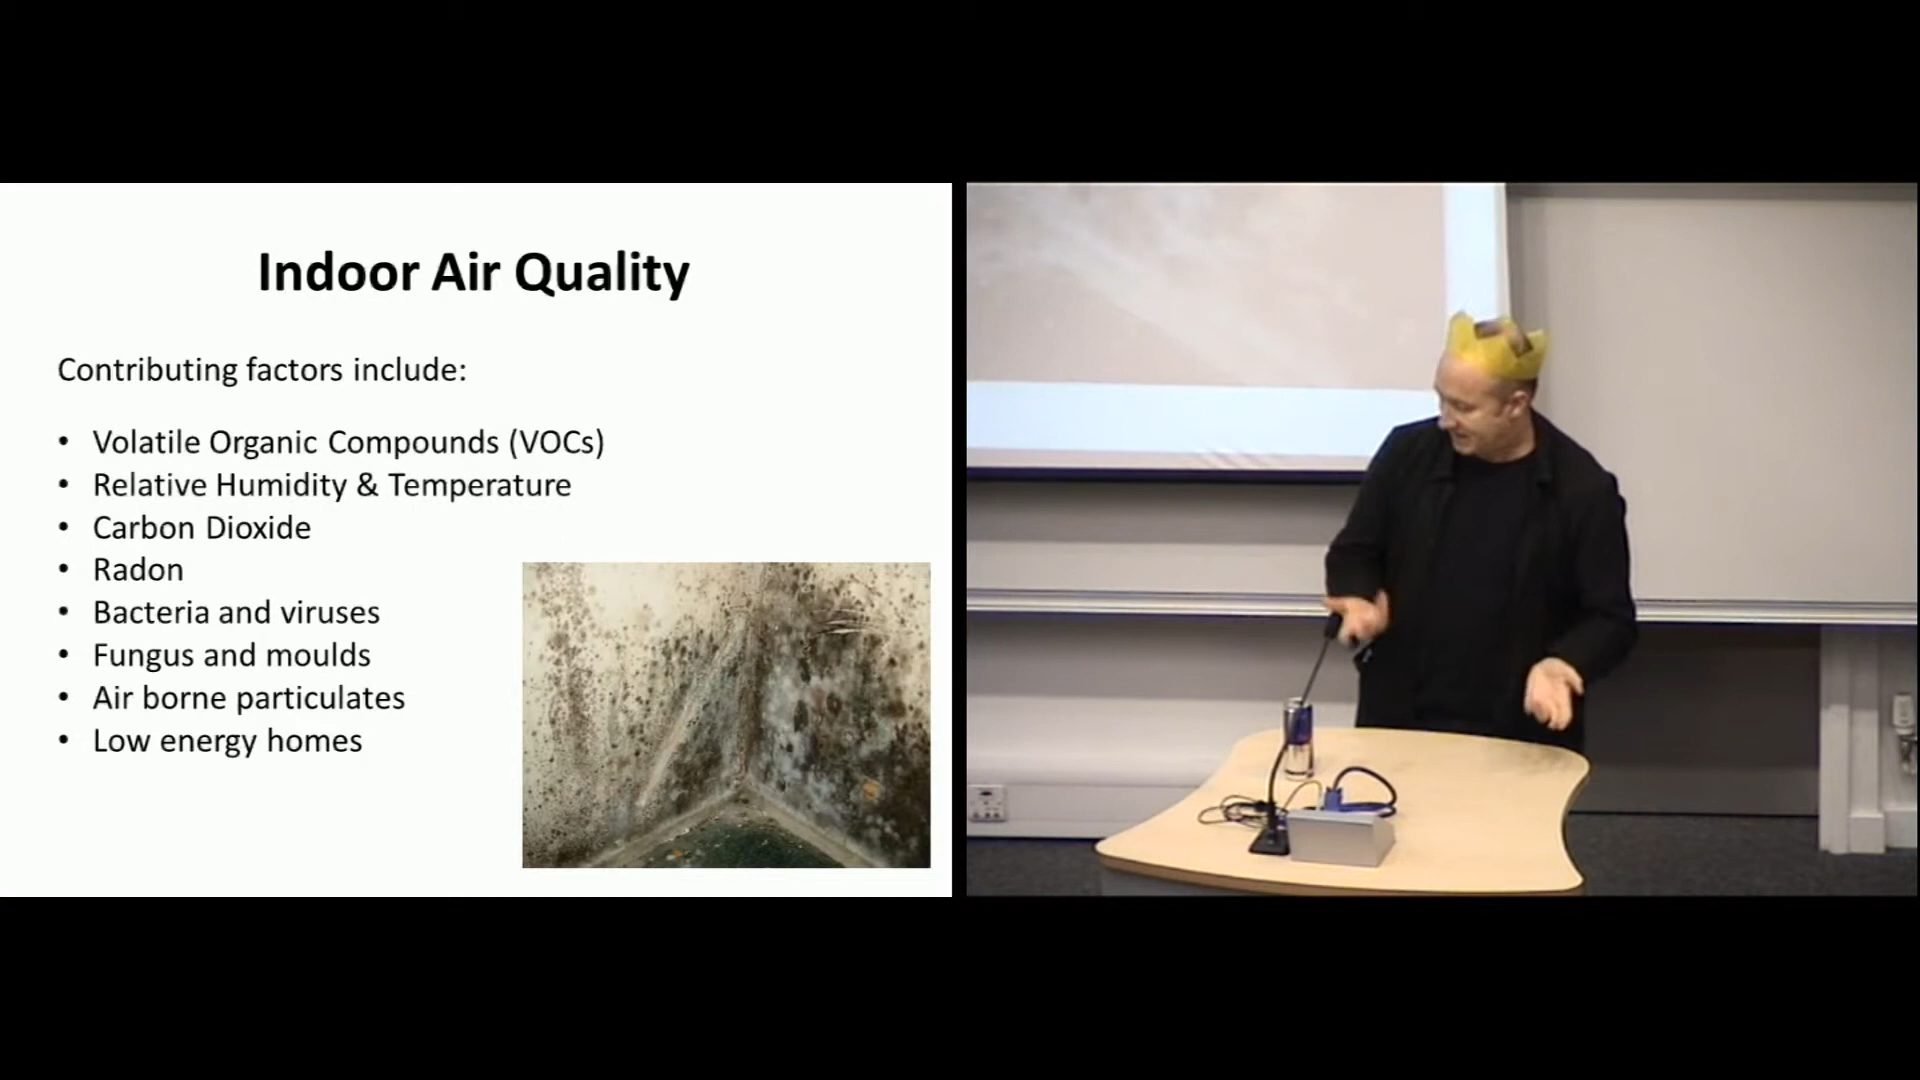 Indoor Air Quality
Contributing factors include:
• Volatile Organic Compounds (VOCs)
• Relative Humidity & Temperature
• Carbon Dioxide
• Radon
• Bacteria and viruses
• Fungus and moulds
• Air borne particulates
• Low energy homes